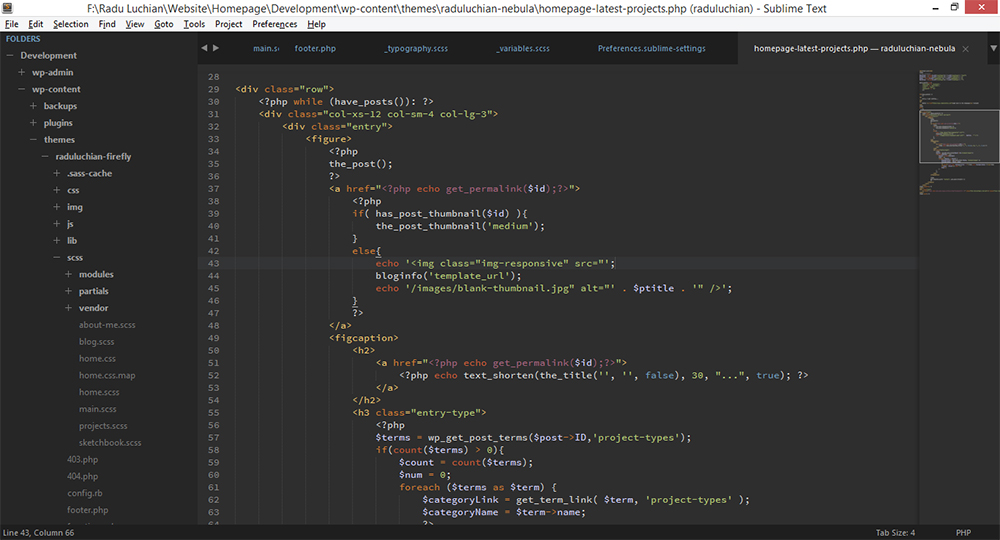 F:\Radu Luchian\Website\Homepage\Development\wp-content\themes\raduluchian-nebula\homepage-latest-projects.php (raduluchian) - Sublime Text
File Edit Selection Find View Goto Tools Project Preferences Help
FOLDERS
Development
wp-admin
wp-content
backups
plugins
themes
raduluchian-firefly
.sass-cache
css
img
js
lib
scss
modules
partials
vendor
about-me.scss
blog.scss
home.css
home.css.map
home.scss
main.scss
projects.scss
sketchbook.scss
403.php
404.php
config.rb
footer.php
main.s footer.php _typography.scss _variables.scss Preferences.sublime-settings homepage-latest-projects.php — raduluchian-nebula
28
29 <div class="row">
30 <?php while (have_posts()): ?>
31 <div class="col-xs-12 col-sm-4 col-lg-3">
32 <div class="entry">
33 <figure>
34 <?php
35 the_post();
36 ?>
37 <a href="<?php echo get_permalink($id);?>">
38 <?php
39 if( has_post_thumbnail($id) ){
40 the_post_thumbnail('medium');
41 }
42 else{
43 echo '<img class="img-responsive" src="';
44 bloginfo('template_url');
45 echo '/images/blank-thumbnail.jpg" alt="' . $ptitle . '" />';
46 }
47 ?>
48 </a>
49 <figcaption>
50 <h2>
51 <a href="<?php echo get_permalink($id);?>">
52 <?php echo text_shorten(the_title('', '', false), 30, "...", true); ?>
53 </a>
54 </h2>
55 <h3 class="entry-type">
56 <?php
57 $terms = wp_get_post_terms($post->ID,'project-types');
58 if(count($terms) > 0){
59 $count = count($terms);
60 $num = 0;
61 foreach ($terms as $term) {
62 $categoryLink = get_term_link( $term, 'project-types' );
63 $categoryName = $term->name;
64 ?>
Line 43, Column 66 Tab Size: 4 PHP